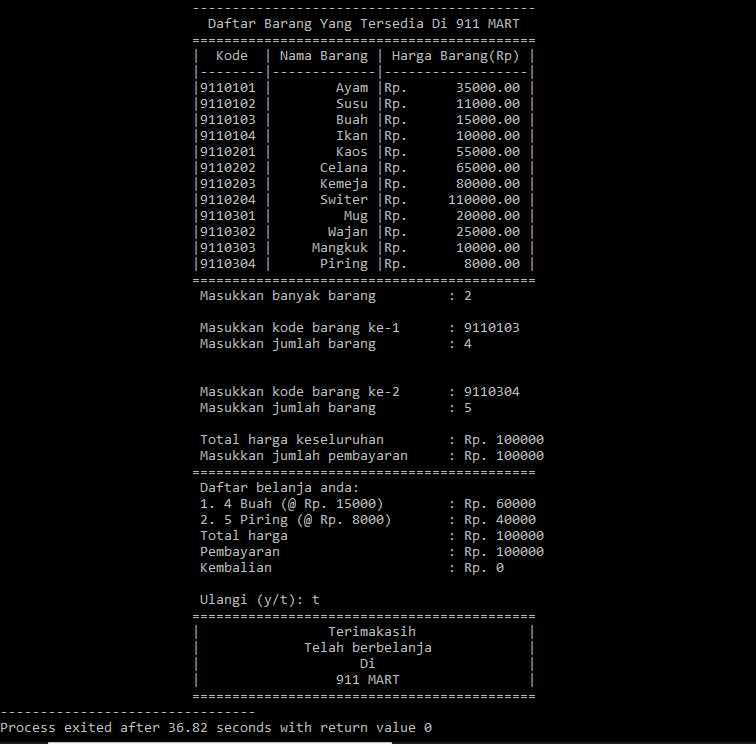 -------------------------------------------
Daftar Barang Yang Tersedia Di 911 MART
===========================================
|  Kode  | Nama Barang | Harga Barang(Rp) |
|--------|-------------|------------------|
|9110101 |        Ayam |Rp.      35000.00 |
|9110102 |        Susu |Rp.      11000.00 |
|9110103 |        Buah |Rp.      15000.00 |
|9110104 |        Ikan |Rp.      10000.00 |
|9110201 |        Kaos |Rp.      55000.00 |
|9110202 |      Celana |Rp.      65000.00 |
|9110203 |      Kemeja |Rp.      80000.00 |
|9110204 |      Switer |Rp.     110000.00 |
|9110301 |         Mug |Rp.      20000.00 |
|9110302 |       Wajan |Rp.      25000.00 |
|9110303 |     Mangkuk |Rp.      10000.00 |
|9110304 |      Piring |Rp.       8000.00 |
===========================================
Masukkan banyak barang         : 2
Masukkan kode barang ke-1      : 9110103
Masukkan jumlah barang         : 4
Masukkan kode barang ke-2      : 9110304
Masukkan jumlah barang         : 5
Total harga keseluruhan        : Rp. 100000
Masukkan jumlah pembayaran     : Rp. 100000
===========================================
Daftar belanja anda:
1. 4 Buah (@ Rp. 15000)        : Rp. 60000
2. 5 Piring (@ Rp. 8000)       : Rp. 40000
Total harga                    : Rp. 100000
Pembayaran                     : Rp. 100000
Kembalian                      : Rp. 0
Ulangi (y/t): t
===========================================
|                Terimakasih              |
|             Telah berbelanja            |
|                    Di                   |
|                 911 MART                |
===========================================
--------------------------------
Process exited after 36.82 seconds with return value 0